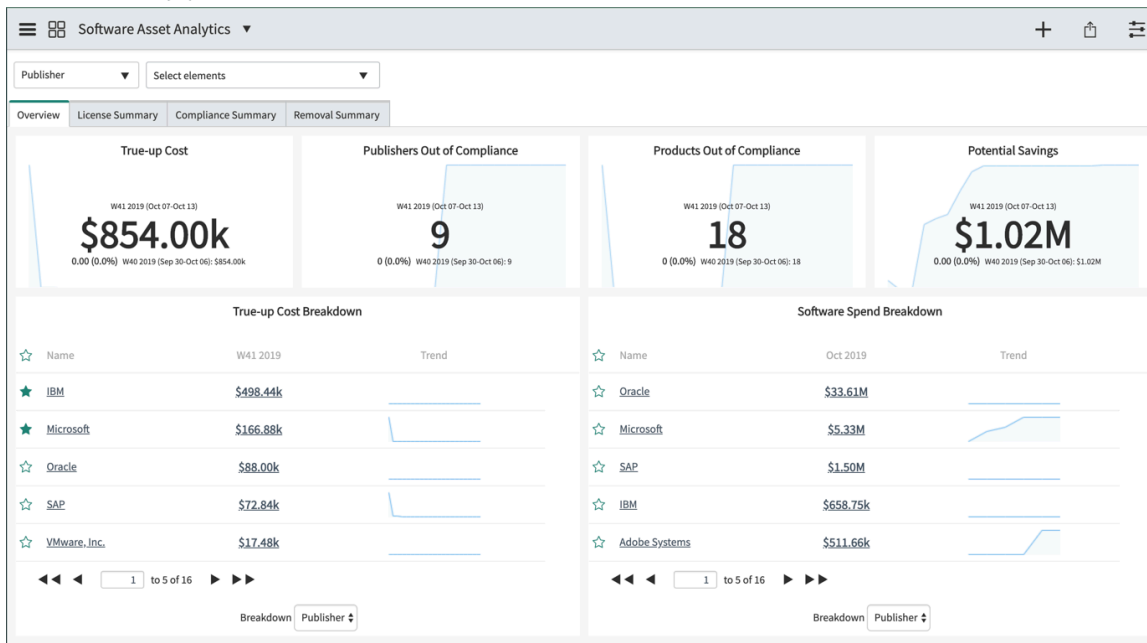 Software Asset Analytics ▼
Publisher ▼ Select elements ▼
Overview License Summary Compliance Summary Removal Summary
True-up Cost
W41 2019 (Oct 07-Oct 13)
$854.00k
0.00 (0.0%) W40 2019 (Sep 30-Oct 06): $854.00k
Publishers Out of Compliance
W41 2019 (Oct 07-Oct 13)
9
0 (0.0%) W40 2019 (Sep 30-Oct 06): 9
Products Out of Compliance
W41 2019 (Oct 07-Oct 13)
18
0 (0.0%) W40 2019 (Sep 30-Oct 06): 18
Potential Savings
W41 2019 (Oct 07-Oct 13)
$1.02M
0.00 (0.0%) W40 2019 (Sep 30-Oct 06): $1.02M
True-up Cost Breakdown
Name W41 2019 Trend
IBM $498.44k
Microsoft $166.88k
Oracle $88.00k
SAP $72.84k
VMware, Inc. $17.48k
1 to 5 of 16
Breakdown Publisher
Software Spend Breakdown
Name Oct 2019 Trend
Oracle $33.61M
Microsoft $5.33M
SAP $1.50M
IBM $658.75k
Adobe Systems $511.66k
1 to 5 of 16
Breakdown Publisher